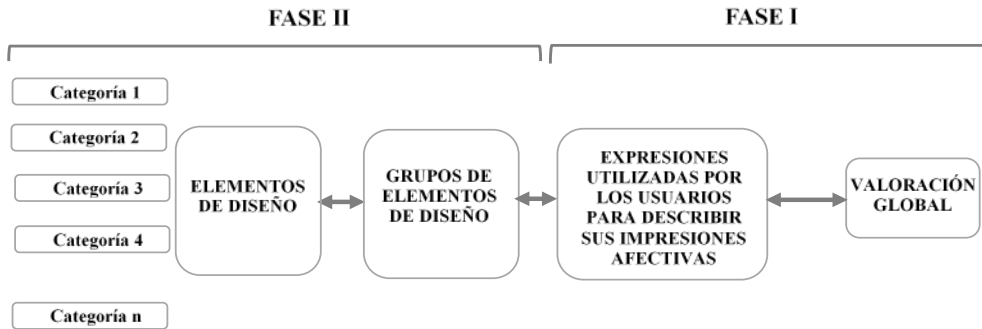 FASE II
FASE I
Categoría 1
Categoría 2
Categoría 3
Categoría 4
Categoría n
ELEMENTOS
DE DISEÑO
GRUPOS DE
ELEMENTOS
DE DISEÑO
EXPRESIONES
UTILIZADAS POR
LOS USUARIOS
PARA DESCRIBIR
SUS IMPRESIONES
AFECTIVAS
VALORACIÓN
GLOBAL